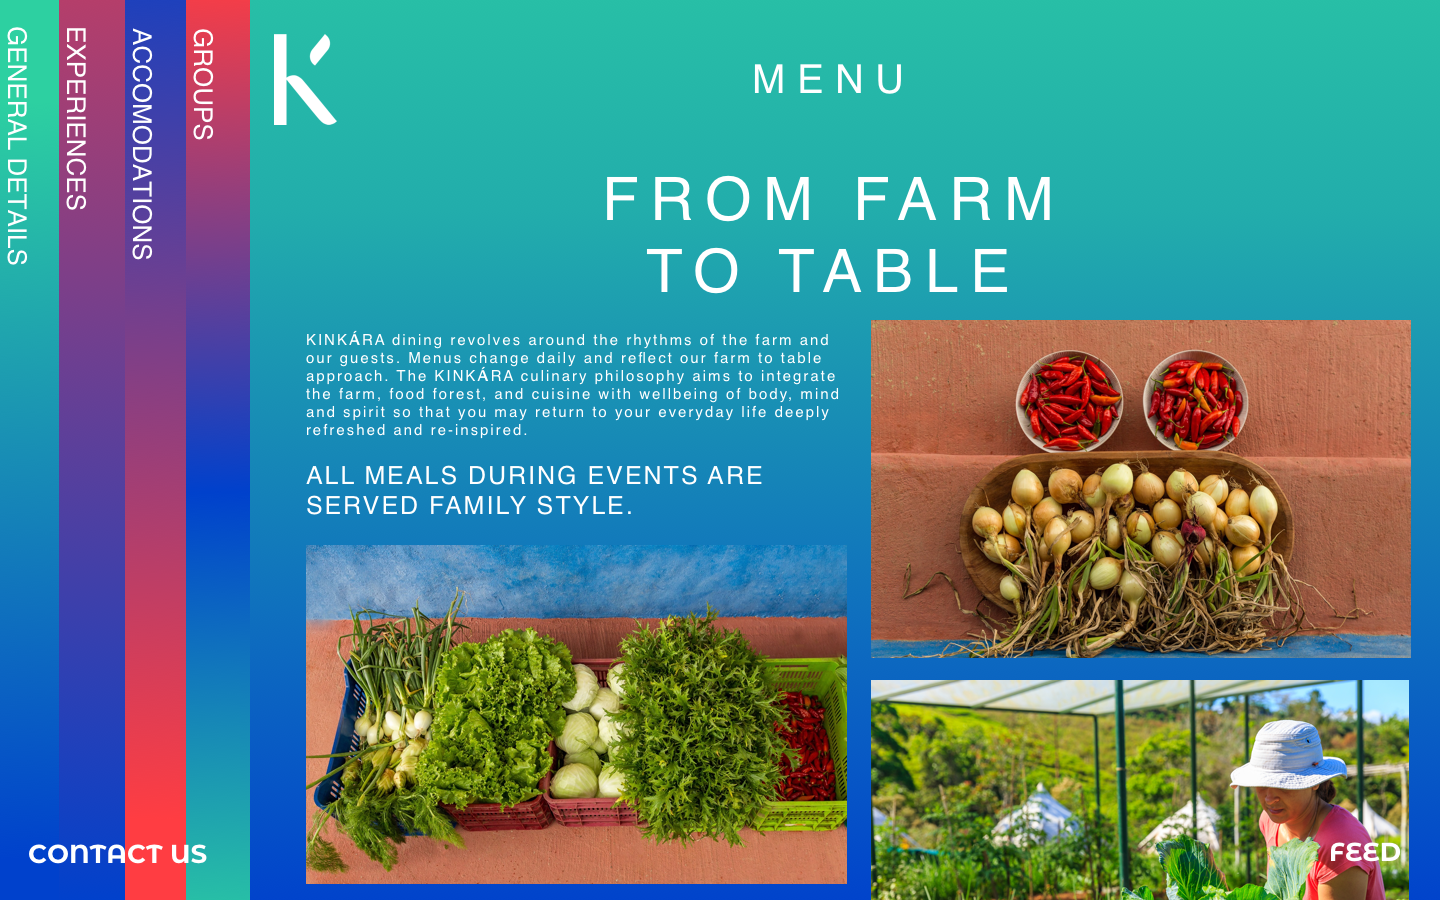 GENERAL DETAILS
EXPERIENCES
ACCOMODATIONS
GROUPS
K
MENU
FROM FARM
TO TABLE
KINKÁRA dining revolves around the rhythms of the farm and
our guests. Menus change daily and reflect our farm to table
approach. The KINKÁRA culinary philosophy aims to integrate
the farm, food forest, and cuisine with wellbeing of body, mind
and spirit so that you may return to your everyday life deeply
refreshed and re-inspired.
ALL MEALS DURING EVENTS ARE
SERVED FAMILY STYLE.
CONTACT US
FEED